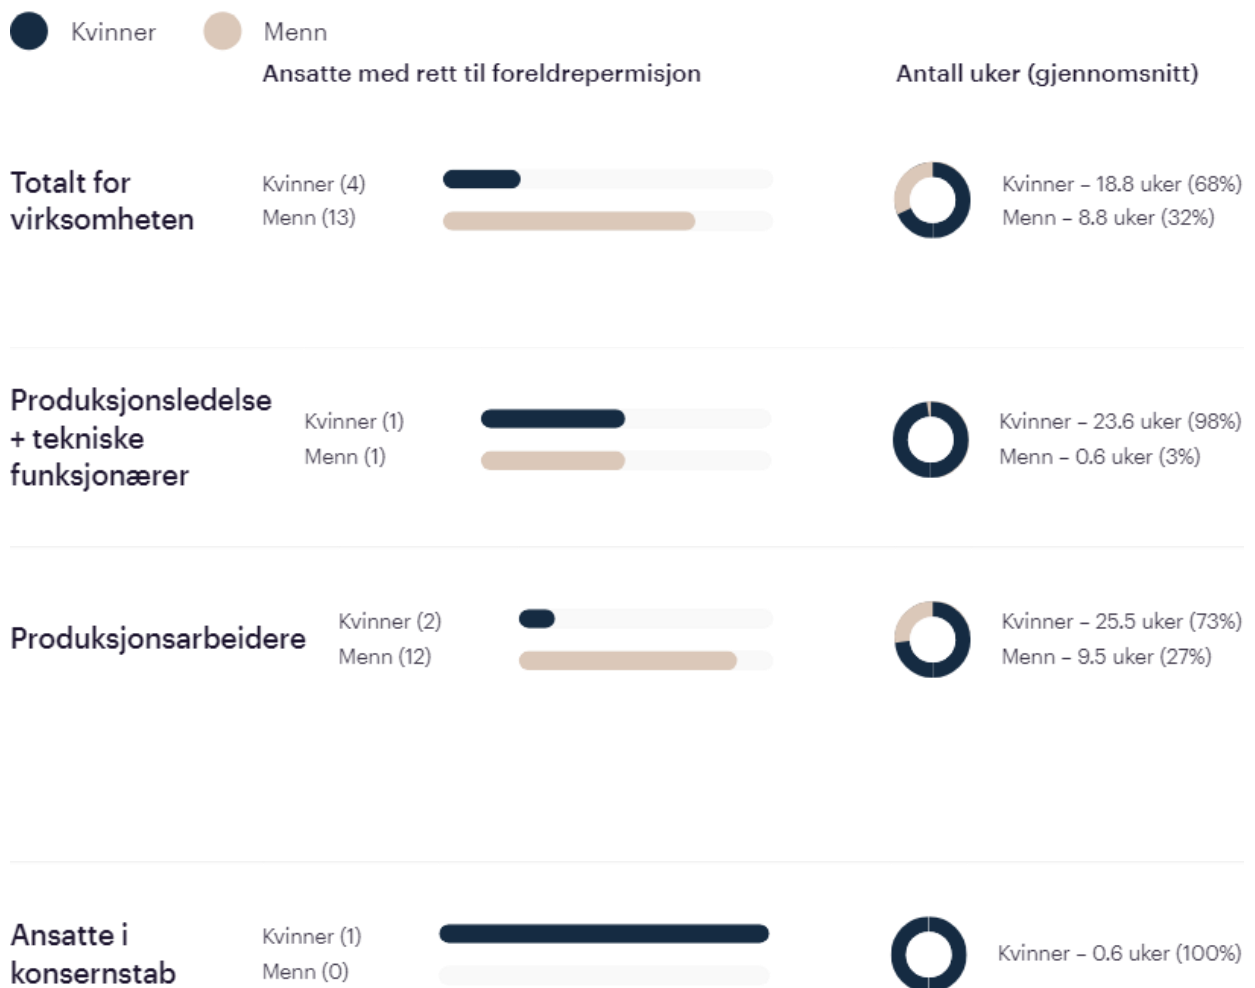 Kvinner Menn
Ansatte med rett til foreldrepermisjon Antall uker (gjennomsnitt)
Totalt for
virksomheten
Kvinner (4)
Menn (13)
Kvinner – 18.8 uker (68%)
Menn – 8.8 uker (32%)
Produksjonsledelse
+ tekniske
funksjonærer
Kvinner (1)
Menn (1)
Kvinner – 23.6 uker (98%)
Menn – 0.6 uker (3%)
Produksjonsarbeidere
Kvinner (2)
Menn (12)
Kvinner – 25.5 uker (73%)
Menn – 9.5 uker (27%)
Ansatte i
konsernstab
Kvinner (1)
Menn (0)
Kvinner – 0.6 uker (100%)